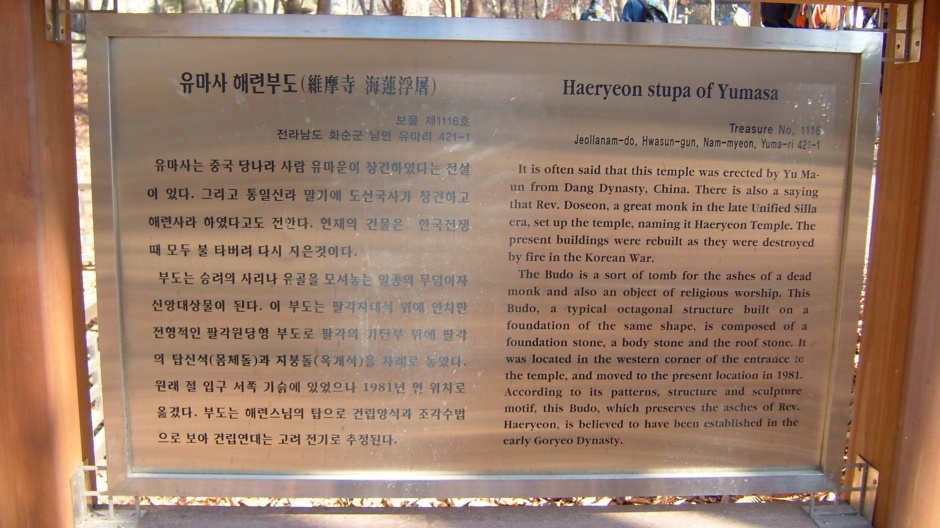 유마사 해련부도(維摩寺 海蓮浮屠)
보물 제1116호
전라남도 화순군 남면 유마리 421-1
유마사는 중국 당나라 사람 유마운이 창건하였다는 전설
이 있다. 그리고 통일신라 말기에 도선국사가 창건하고
해련사라 하였다고도 전한다. 현재의 건물은 한국전쟁
때 모두 불 타버려 다시 지은것이다.
부도는 승려의 사리나 유골을 모셔놓는 일종의 무덤이자
신앙대상물이 된다. 이 부도는 팔각지대석 위에 안치한
전형적인 팔각원당형 부도로 팔각의 기단부 위에 팔각
의 탑신석(몸체돌)과 지붕돌(옥개석)을 차례로 놓았다.
원래 절 입구 서쪽 기슭에 있었으나 1981년 현 위치로
옮겼다. 부도는 해련스님의 탑으로 건립양식과 조각수법
으로 보아 건립연대는 고려 전기로 추정된다.
Haeryeon stupa of Yumasa
Treasure No, 1116
Jeollanam-do, Hwasun-gun, Nam-myeon, Yuma-ri 421-1
It is often said that this temple was erected by Yu Ma-
un from Dang Dynasty, China. There is also a saying
that Rev. Doseon, a great monk in the late Unified Silla
era, set up the temple, naming it Haeryeon Temple. The
present buildings were rebuilt as they were destroyed
by fire in the Korean War.
The Budo is a sort of tomb for the ashes of a dead
monk and also an object of religious worship. This
Budo, a typical octagonal structure built on a
foundation of the same shape, is composed of a
foundation stone, a body stone and the roof stone. It
was located in the western corner of the entrance to
the temple, and moved to the present location in 1981.
According to its patterns, structure and sculpture
motif, this Budo, which preserves the asches of Rev.
Haeryeon, is believed to have been established in the
early Goryeo Dynasty.